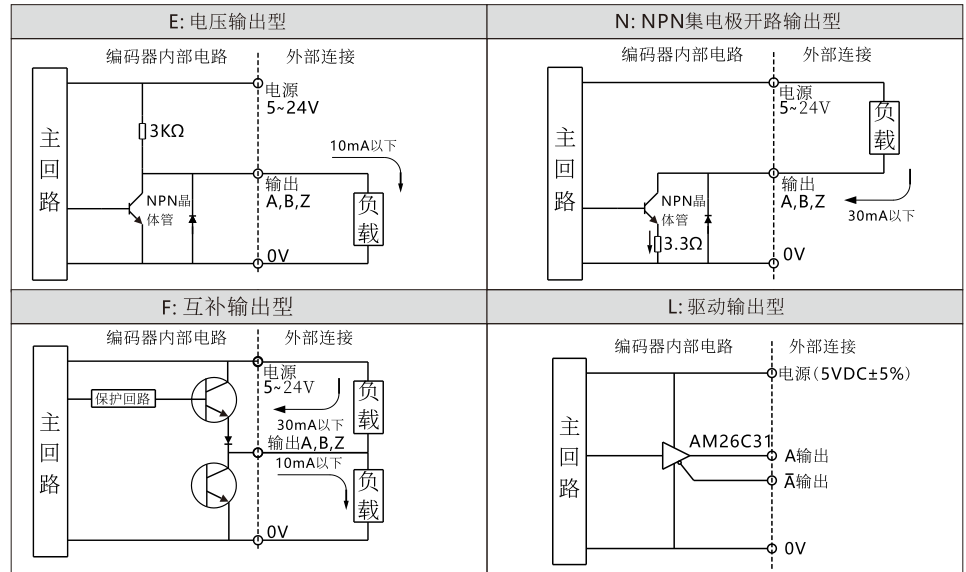 E: 电压输出型
编码器内部电路
外部连接
主回路
3KΩ
NPN晶
体管
电源
5~24V
10mA以下
输出
A,B,Z
负载
0V
N: NPN集电极开路输出型
编码器内部电路
外部连接
主回路
NPN晶
体管
3.3Ω
电源
5~24V
负载
输出
A,B,Z
30mA以下
0V
F: 互补输出型
编码器内部电路
外部连接
主回路
保护回路
电源
5~24V
30mA以下
负载
输出A,B,Z
10mA以下
负载
0V
L: 驱动输出型
编码器内部电路
外部连接
主回路
电源(5VDC±5%)
AM26C31
A输出
A̅输出
0V